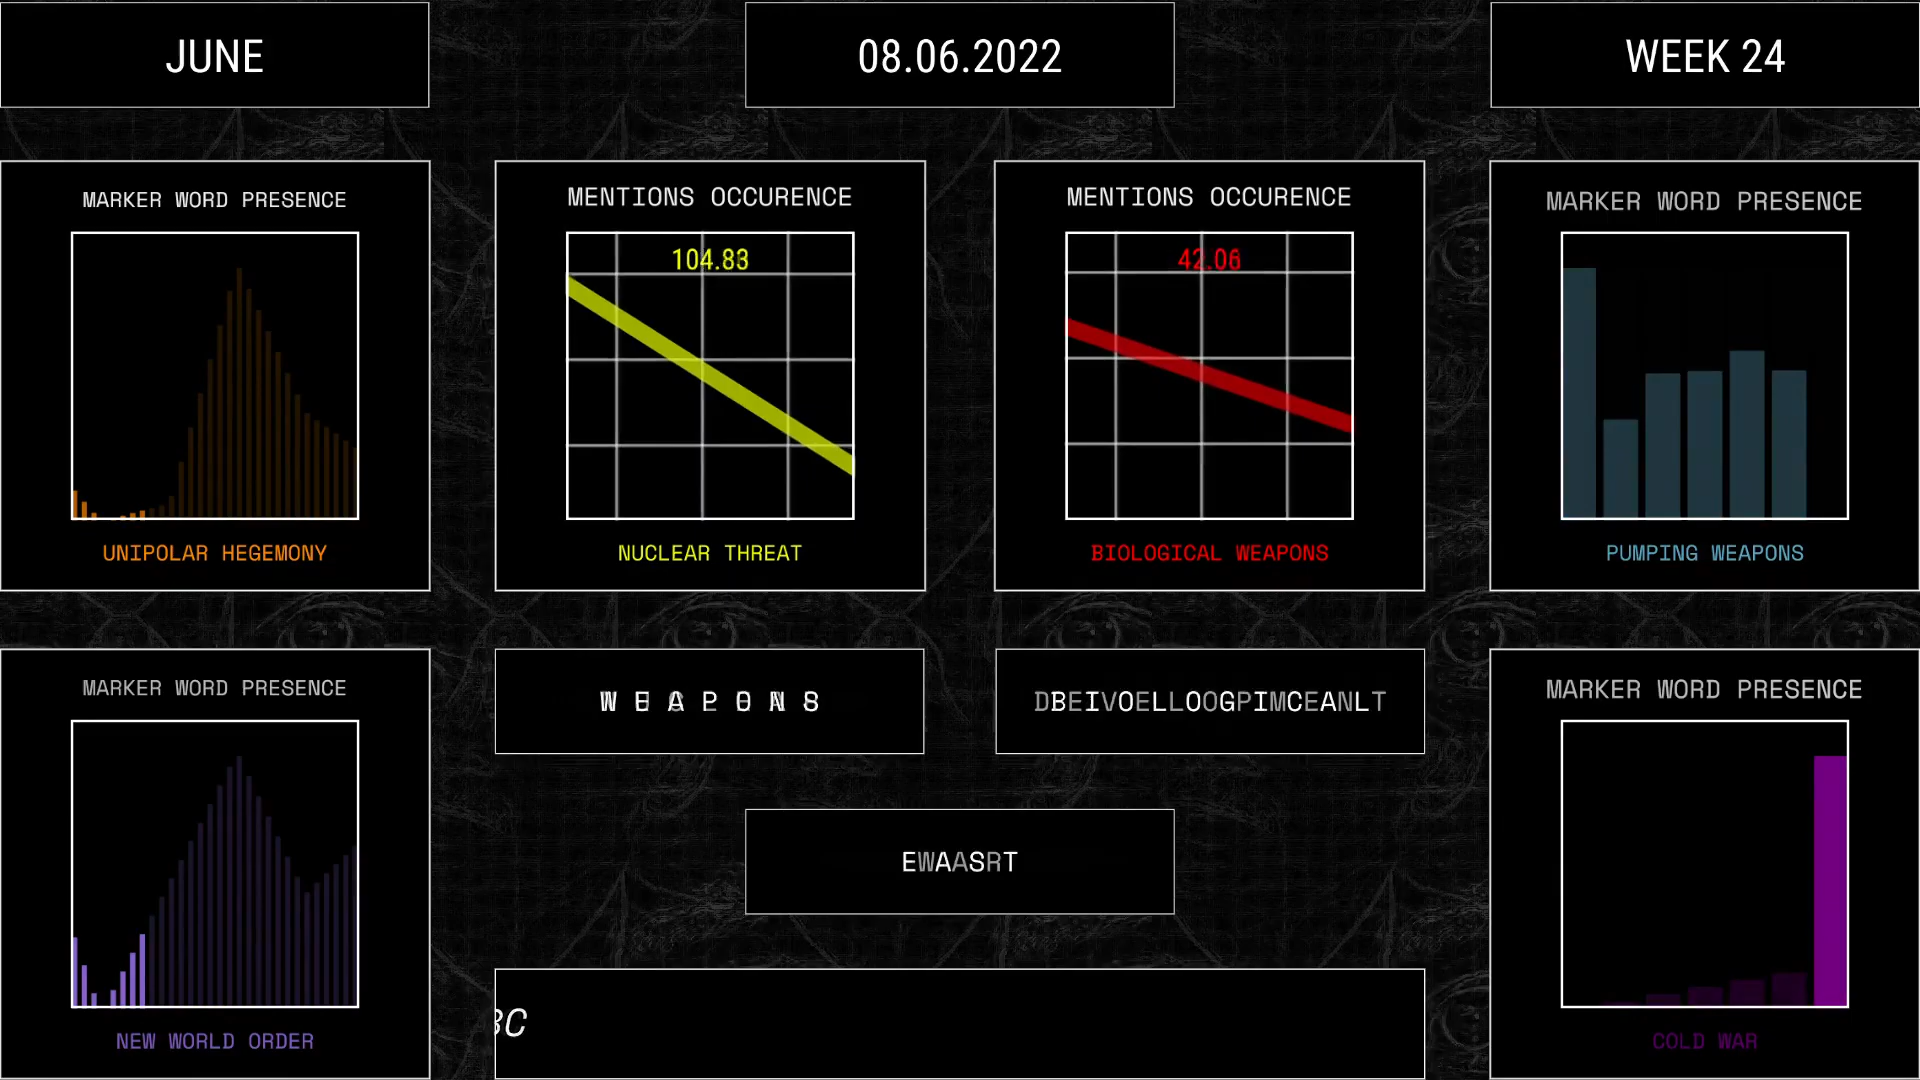 JUNE
08.06.2022
WEEK 24
MARKER WORD PRESENCE
UNIPOLAR HEGEMONY
MENTIONS OCCURENCE
104.83
NUCLEAR THREAT
MENTIONS OCCURENCE
42.06
BIOLOGICAL WEAPONS
MARKER WORD PRESENCE
PUMPING WEAPONS
MARKER WORD PRESENCE
NEW WORLD ORDER
WEAPONS
DBEIVOELLOOGPIMCEANLT
EWAASRT
MARKER WORD PRESENCE
COLD WAR